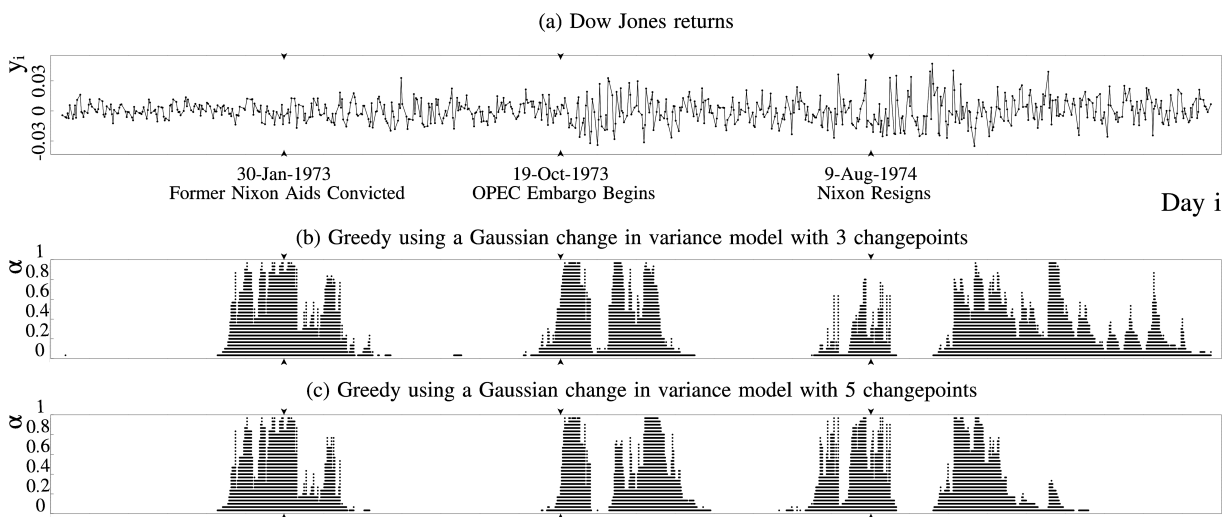 (a) Dow Jones returns
yi
0.03
0
-0.03
30-Jan-1973
Former Nixon Aids Convicted
19-Oct-1973
OPEC Embargo Begins
9-Aug-1974
Nixon Resigns
Day i
(b) Greedy using a Gaussian change in variance model with 3 changepoints
α
1
0.8
0.6
0.4
0.2
0
(c) Greedy using a Gaussian change in variance model with 5 changepoints
α
1
0.8
0.6
0.4
0.2
0